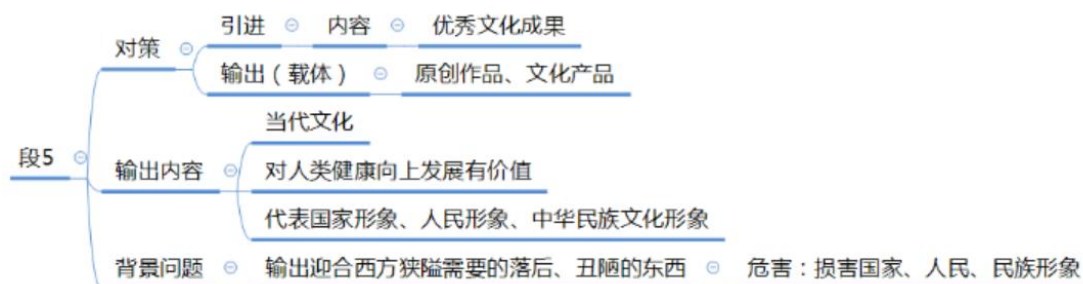 引进 内容 优秀文化成果
对策
输出（载体） 原创作品、文化产品
当代文化
段5
输出内容 对人类健康向上发展有价值
代表国家形象、人民形象、中华民族文化形象
背景问题 输出迎合西方狭隘需要的落后、丑陋的东西 危害：损害国家、人民、民族形象